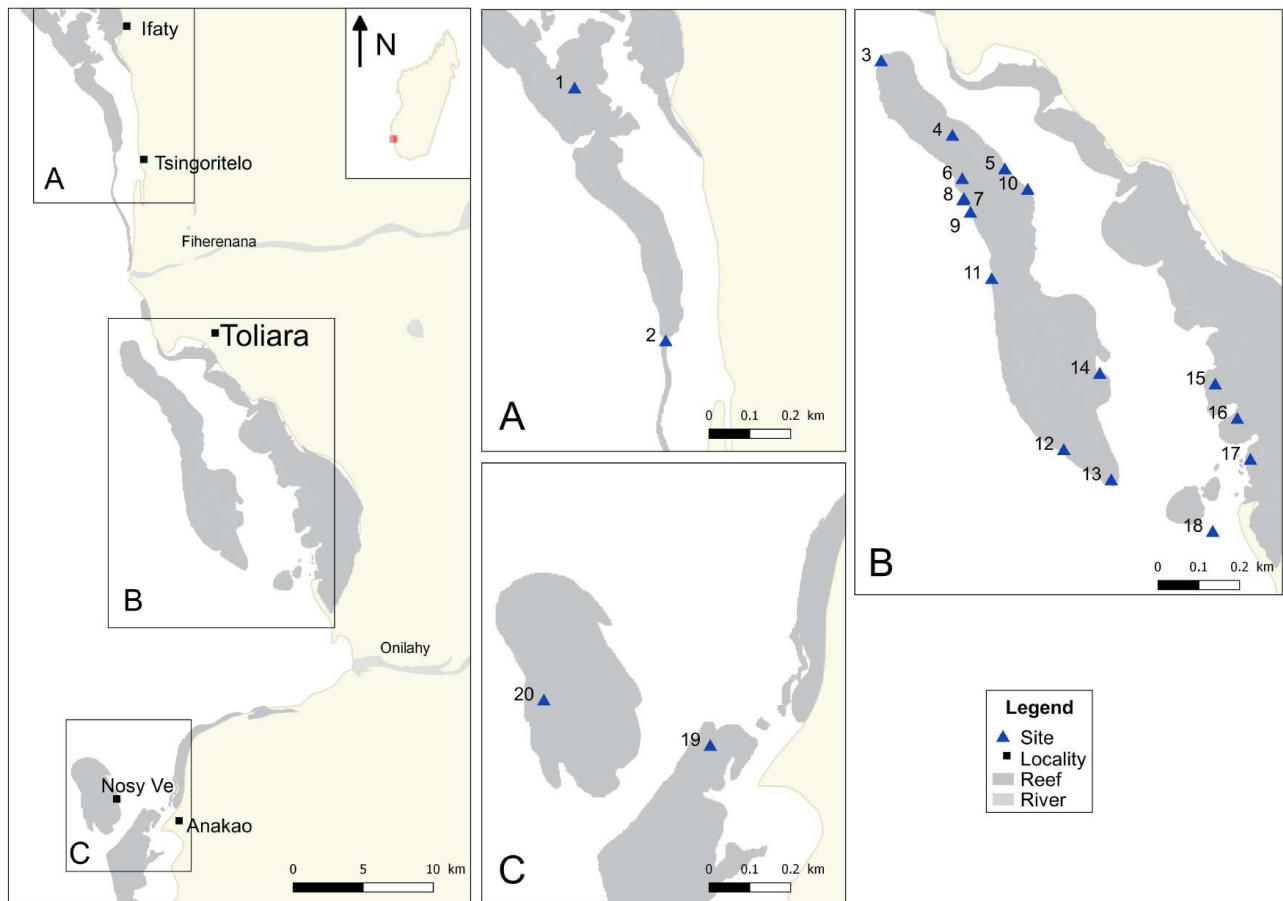 Ifaty
N
Tsingoritelo
A
Fiherenana
Toliara
B
Onilahy
Nosy Ve
Anakao
C
0 5 10 km
1
2
0 0.1 0.2 km
A
20
19
0 0.1 0.2 km
C
3
4
5
6
10
8 7
9
11
14
15
16
12
17
13
18
0 0.1 0.2 km
B
Legend
Site
Locality
Reef
River